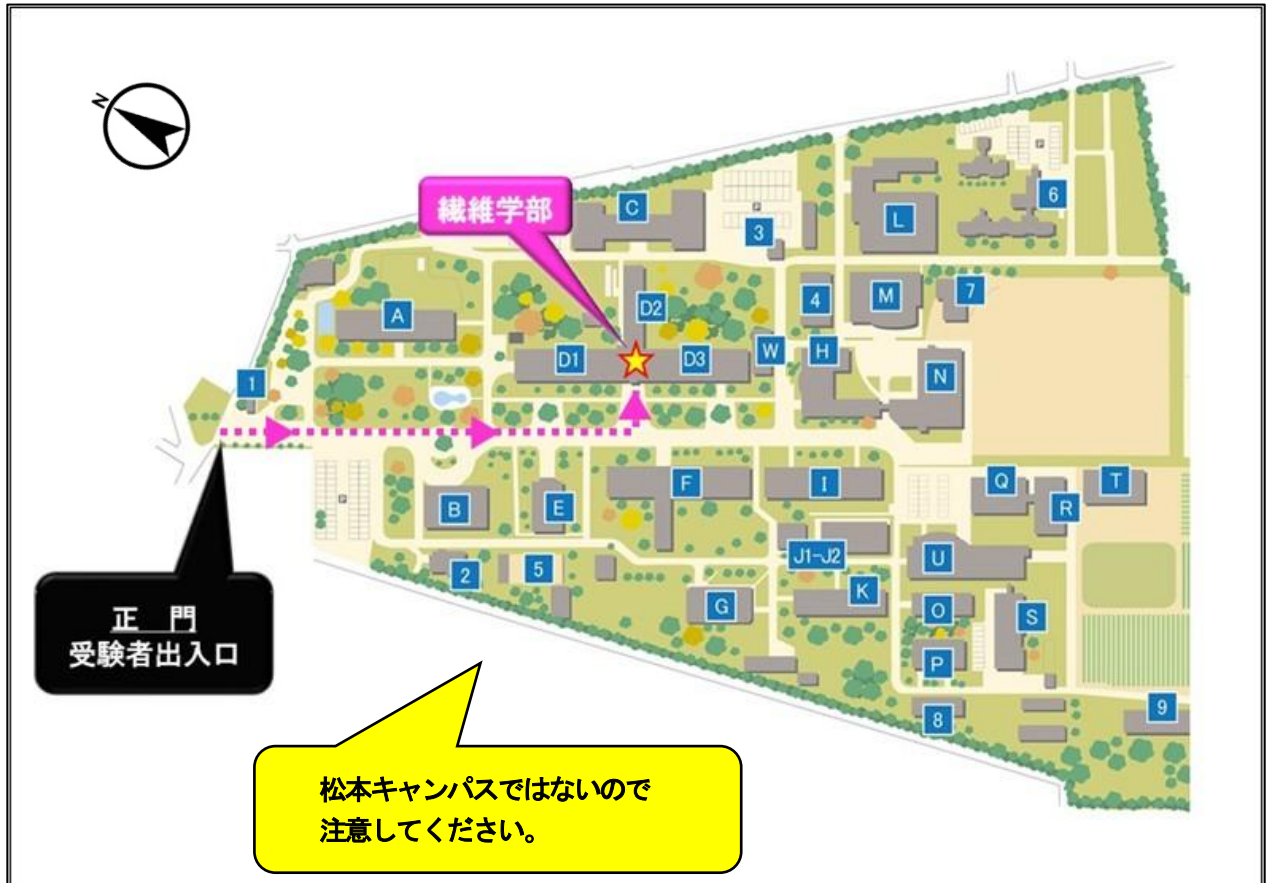 N
繊維学部
C
3
L
6
A
D2
4
M
7
D1
D3
W
H
N
1
B
E
F
I
Q
R
T
2
5
J1-J2
U
G
K
O
S
P
8
9
正 門
受験者出入口
松本キャンパスではないので
注意してください。
P
P
P